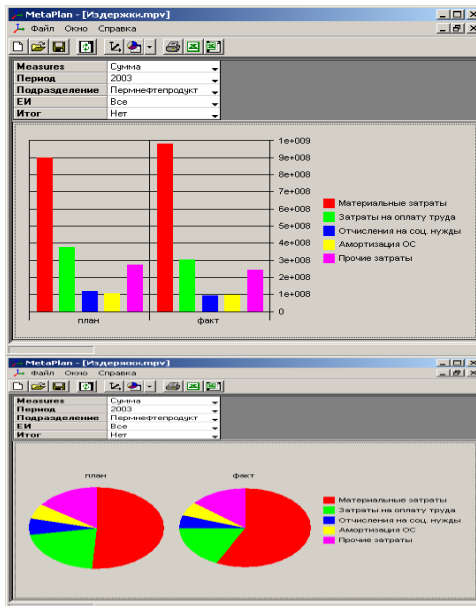 MetaPlan - [Издержки.mpv]
Файл Окно Справка
Measures Сумма
Период 2003
Подразделение Пермнефтепродукт
ЕИ Все
Итог Нет
1e+009
9e+008
8e+008
7e+008
6e+008
5e+008
4e+008
3e+008
2e+008
1e+008
0
Материальные затраты
Затраты на оплату труда
Отчисления на соц. нужды
Амортизация ОС
Прочие затраты
план факт
MetaPlan - [Издержки.mpv]
Файл Окно Справка
Measures Сумма
Период 2003
Подразделение Пермнефтепродукт
ЕИ Все
Итог Нет
план факт
Материальные затраты
Затраты на оплату труда
Отчисления на соц. нужды
Амортизация ОС
Прочие затраты